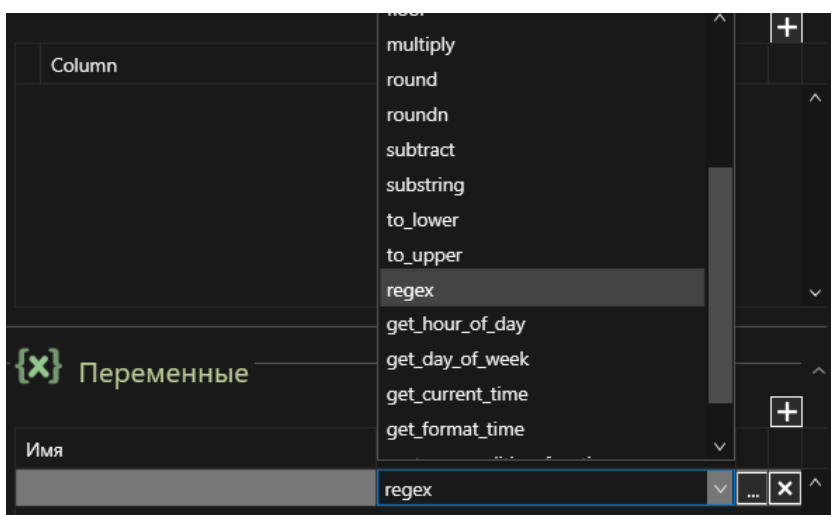 multiply
Column
round
roundn
subtract
substring
to_lower
to_upper
regex
get_hour_of_day
{x} Переменные
get_day_of_week
get_current_time
get_format_time
Имя
regex
...